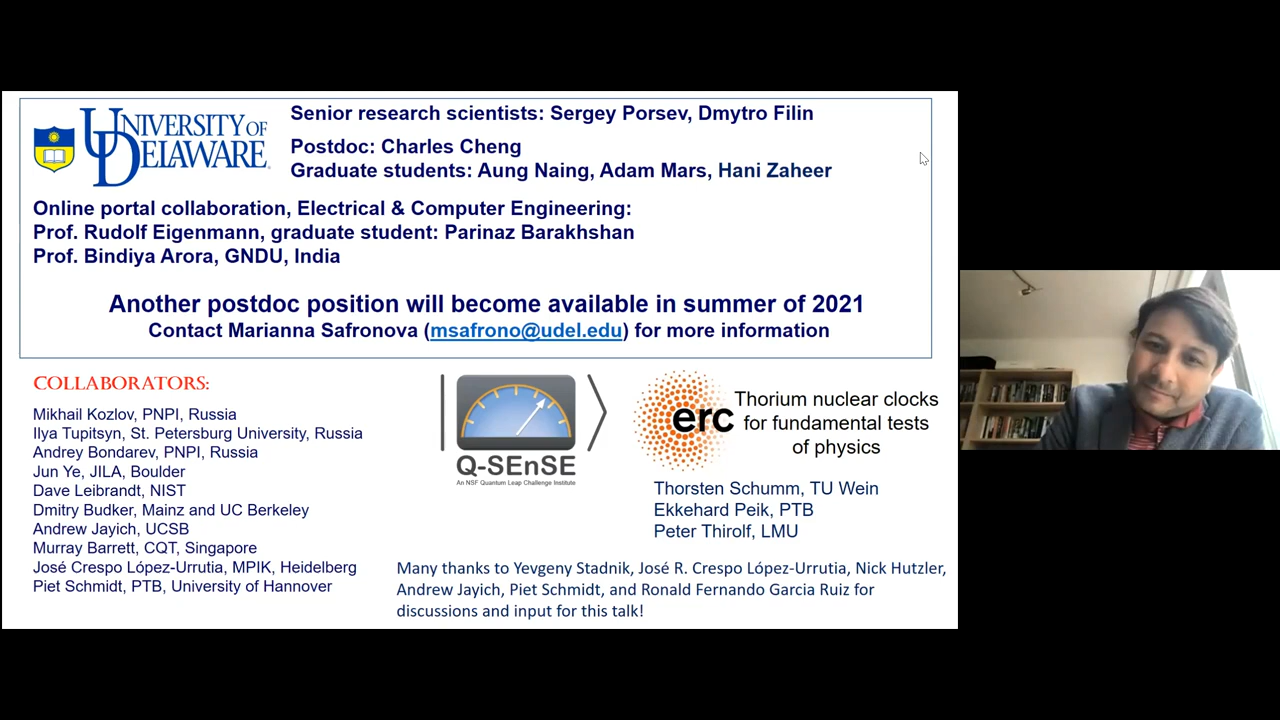 UNIVERSITY OF
DELAWARE.
Senior research scientists: Sergey Porsev, Dmytro Filin
Postdoc: Charles Cheng
Graduate students: Aung Naing, Adam Mars, Hani Zaheer
Online portal collaboration, Electrical & Computer Engineering:
Prof. Rudolf Eigenmann, graduate student: Parinaz Barakhshan
Prof. Bindiya Arora, GNDU, India
Another postdoc position will become available in summer of 2021
Contact Marianna Safronova (msafrono@udel.edu) for more information
COLLABORATORS:
Mikhail Kozlov, PNPI, Russia
Ilya Tupitsyn, St. Petersburg University, Russia
Andrey Bondarev, PNPI, Russia
Jun Ye, JILA, Boulder
Dave Leibrandt, NIST
Dmitry Budker, Mainz and UC Berkeley
Andrew Jayich, UCSB
Murray Barrett, CQT, Singapore
José Crespo López-Urrutia, MPIK, Heidelberg
Piet Schmidt, PTB, University of Hannover
Q-SEnSE
An NSF Quantum Leap Challenge Institute
erc
Thorium nuclear clocks
for fundamental tests
of physics
Thorsten Schumm, TU Wein
Ekkehard Peik, PTB
Peter Thirolf, LMU
Many thanks to Yevgeny Stadnik, José R. Crespo López-Urrutia, Nick Hutzler,
Andrew Jayich, Piet Schmidt, and Ronald Fernando Garcia Ruiz for
discussions and input for this talk!